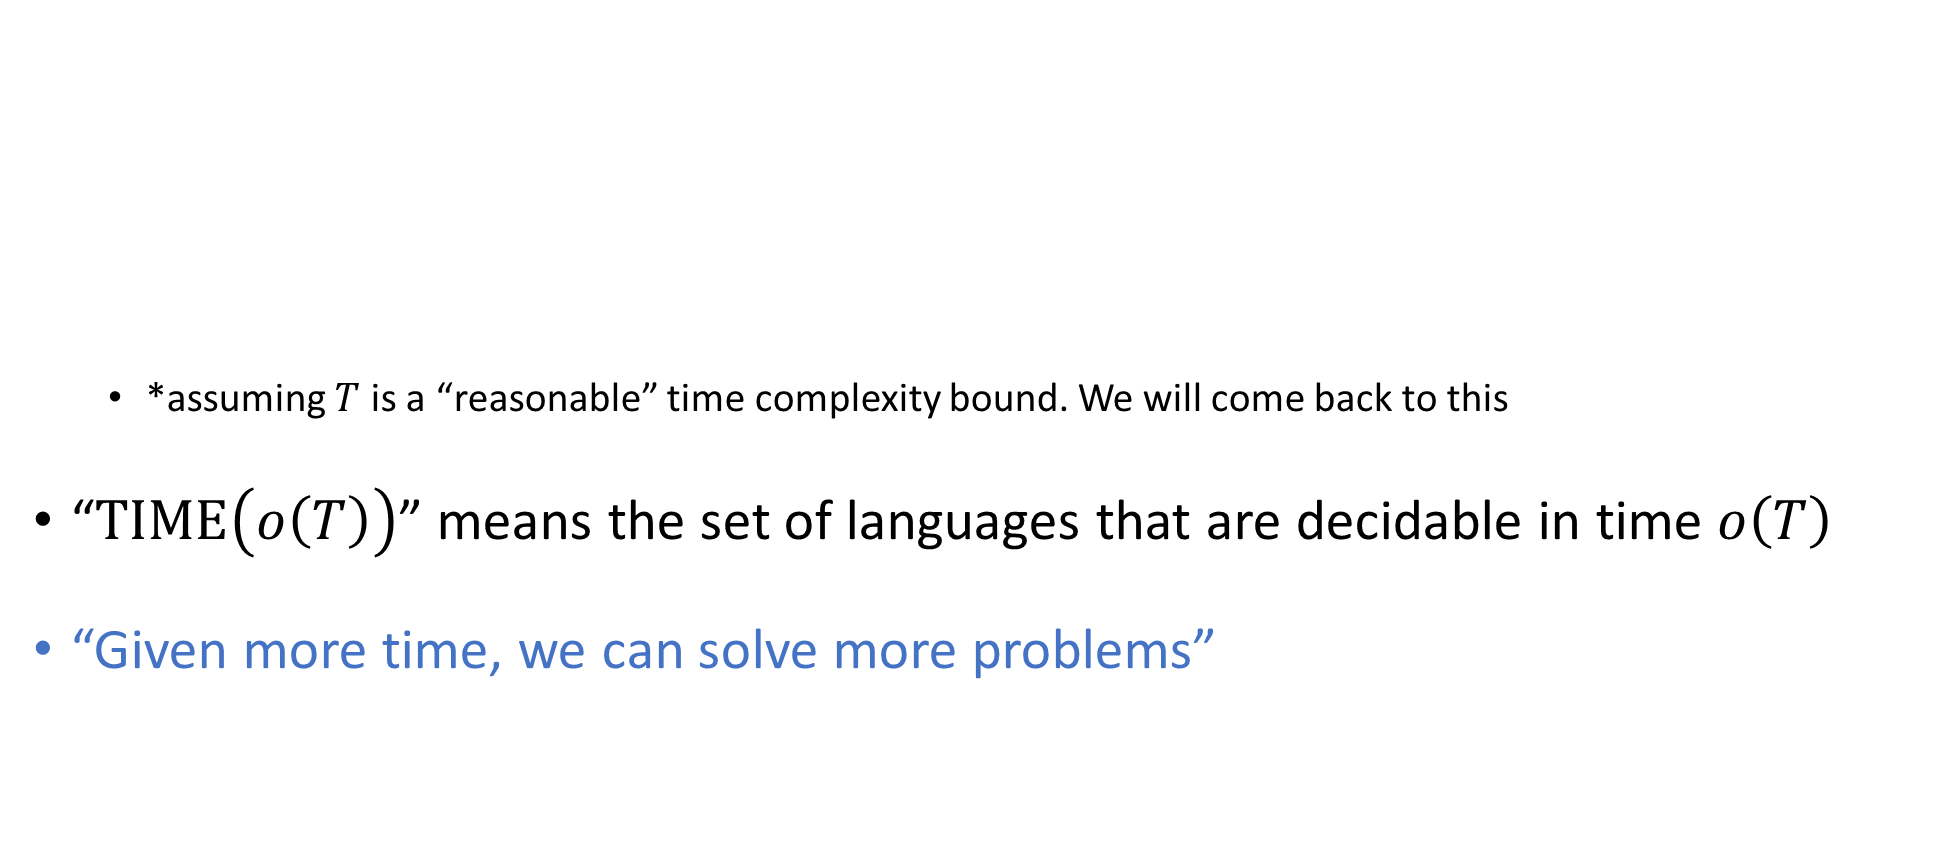 • *assuming 𝑇 is a “reasonable” time complexity bound. We will come back to this
• “TIME(𝑜(𝑇))” means the set of languages that are decidable in time 𝑜(𝑇)
• “Given more time, we can solve more problems”